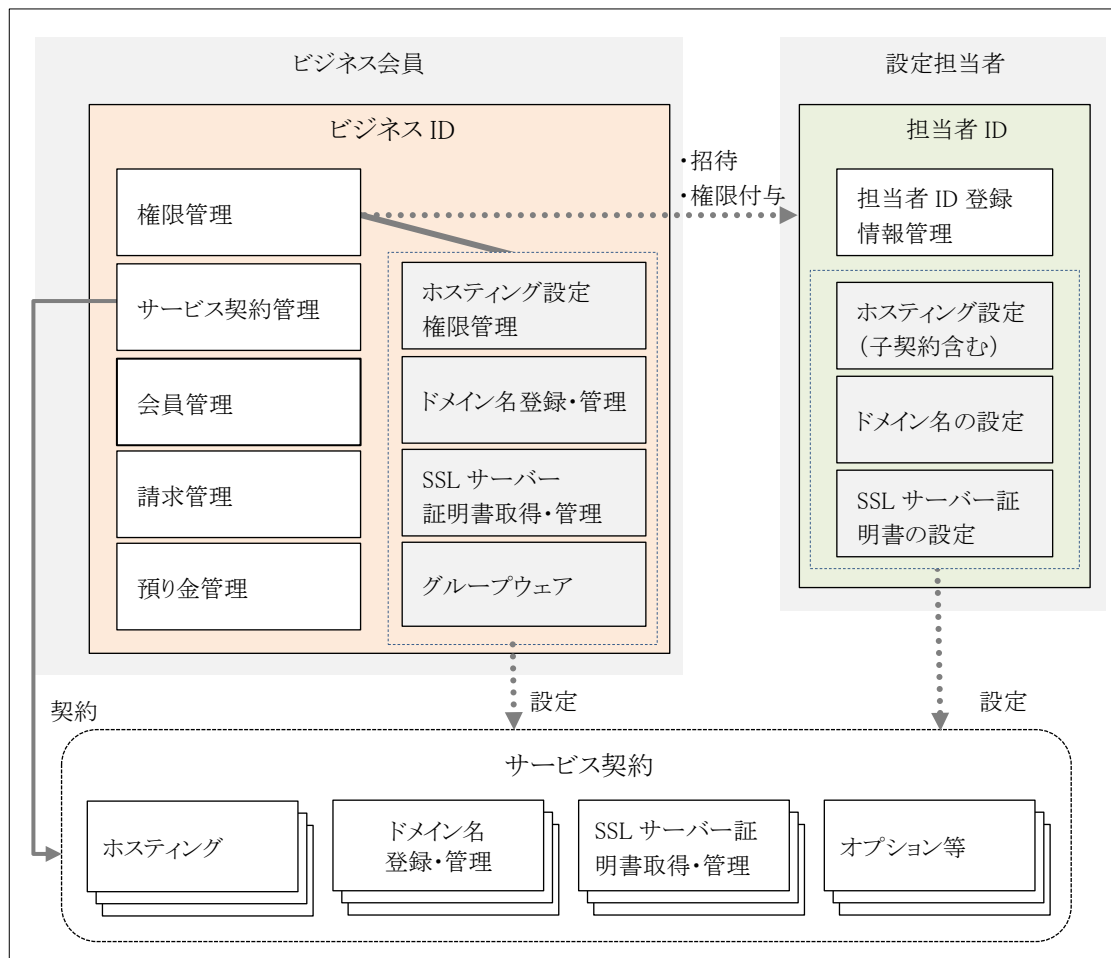 ビジネス会員
ビジネス ID
権限管理
サービス契約管理
会員管理
請求管理
預り金管理
ホスティング設定
権限管理
ドメイン名登録・管理
SSL サーバー
証明書取得・管理
グループウェア
・招待
・権限付与
設定担当者
担当者 ID
担当者 ID 登録
情報管理
ホスティング設定
（子契約含む）
ドメイン名の設定
SSL サーバー証
明書の設定
契約
設定
設定
サービス契約
ホスティング
ドメイン名
登録・管理
SSL サーバー証
明書取得・管理
オプション等